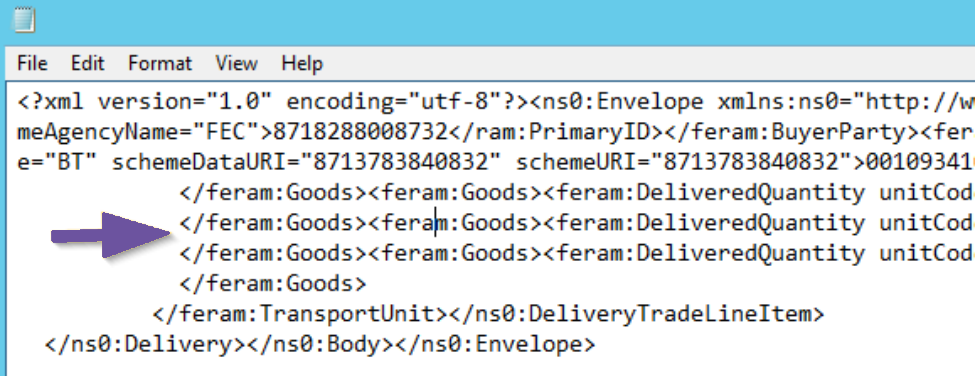 File Edit Format View Help
<?xml version="1.0" encoding="utf-8"?><ns0:Envelope xmlns:ns0="http://w
meAgencyName="FEC">8718288008732</ram:PrimaryID></feram:BuyerParty><fer
e="BT" schemeDataURI="8713783840832" schemeURI="8713783840832">00109341
</feram:Goods><feram:Goods><feram:DeliveredQuantity unitCod
</feram:Goods><feram:Goods><feram:DeliveredQuantity unitCod
</feram:Goods><feram:Goods><feram:DeliveredQuantity unitCod
</feram:Goods>
</feram:TransportUnit></ns0:DeliveryTradeLineItem>
</ns0:Delivery></ns0:Body></ns0:Envelope>